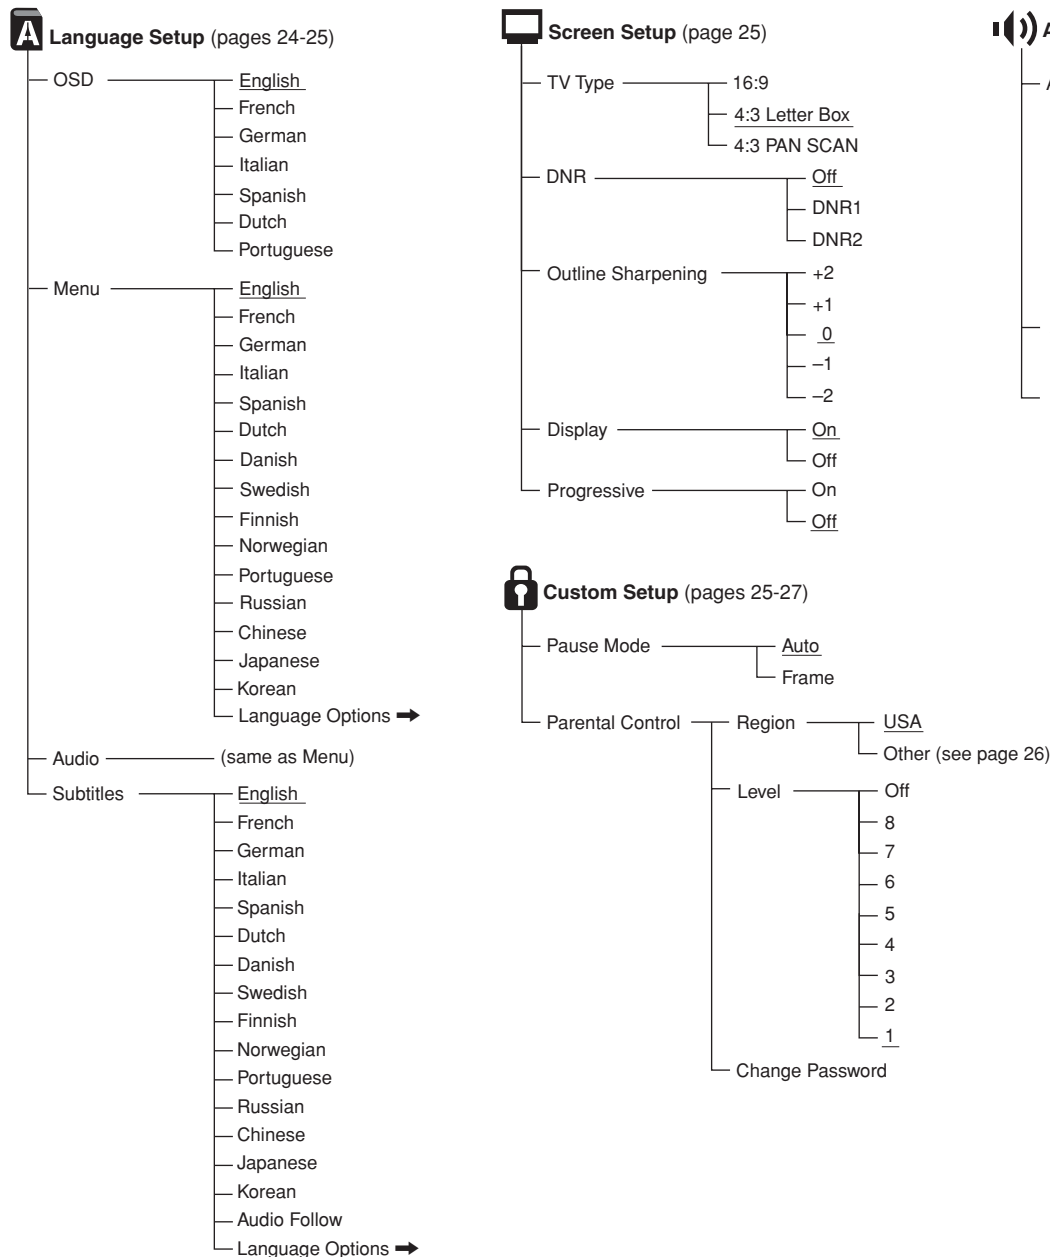 Language Setup (pages 24-25)
OSD
English
French
German
Italian
Spanish
Dutch
Portuguese
Menu
English
French
German
Italian
Spanish
Dutch
Danish
Swedish
Finnish
Norwegian
Portuguese
Russian
Chinese
Japanese
Korean
Language Options ➞
Audio
(same as Menu)
Subtitles
English
French
German
Italian
Spanish
Dutch
Danish
Swedish
Finnish
Norwegian
Portuguese
Russian
Chinese
Japanese
Korean
Audio Follow
Language Options ➞
Screen Setup (page 25)
TV Type
16:9
4:3 Letter Box
4:3 PAN SCAN
DNR
Off
DNR1
DNR2
Outline Sharpening
+2
+1
0
–1
–2
Display
On
Off
Progressive
On
Off
Custom Setup (pages 25-27)
Pause Mode
Auto
Frame
Parental Control
Region
USA
Other (see page 26)
Level
Off
8
7
6
5
4
3
2
1
Change Password